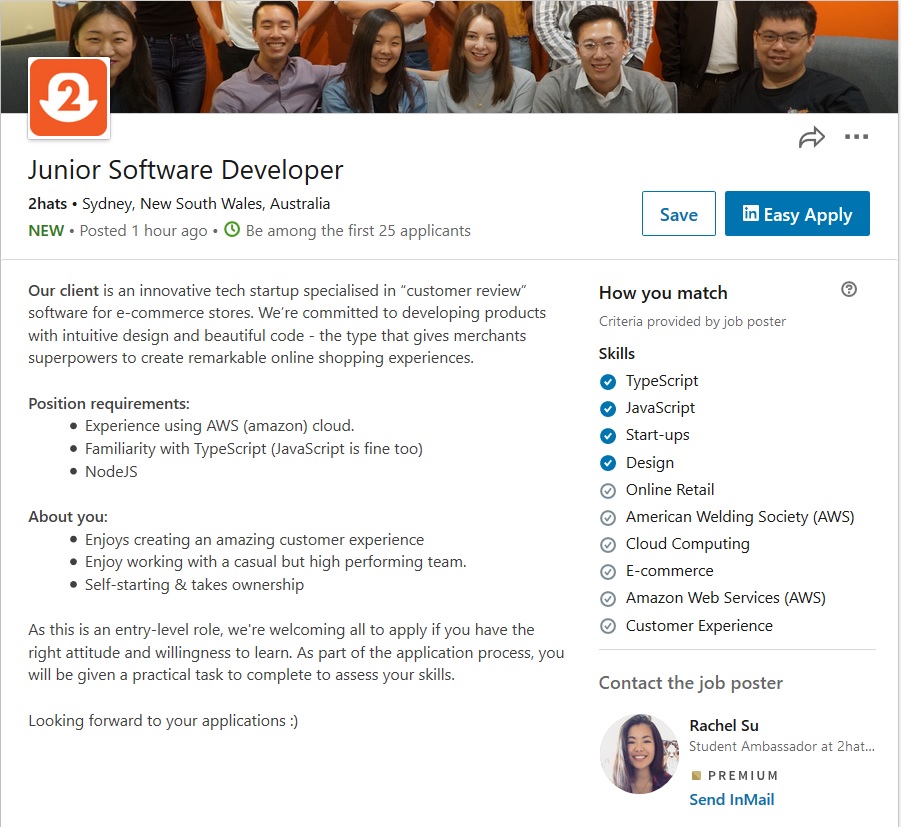 2
Junior Software Developer
2hats • Sydney, New South Wales, Australia
NEW • Posted 1 hour ago • Be among the first 25 applicants
Save
in Easy Apply
Our client is an innovative tech startup specialised in “customer review”
software for e-commerce stores. We’re committed to developing products
with intuitive design and beautiful code - the type that gives merchants
superpowers to create remarkable online shopping experiences.
Position requirements:
• Experience using AWS (amazon) cloud.
• Familiarity with TypeScript (JavaScript is fine too)
• NodeJS
About you:
• Enjoys creating an amazing customer experience
• Enjoy working with a casual but high performing team.
• Self-starting & takes ownership
As this is an entry-level role, we're welcoming all to apply if you have the
right attitude and willingness to learn. As part of the application process, you
will be given a practical task to complete to assess your skills.
Looking forward to your applications :)
How you match
?
Criteria provided by job poster
Skills
TypeScript
JavaScript
Start-ups
Design
Online Retail
American Welding Society (AWS)
Cloud Computing
E-commerce
Amazon Web Services (AWS)
Customer Experience
Contact the job poster
Rachel Su
Student Ambassador at 2hat...
PREMIUM
Send InMail